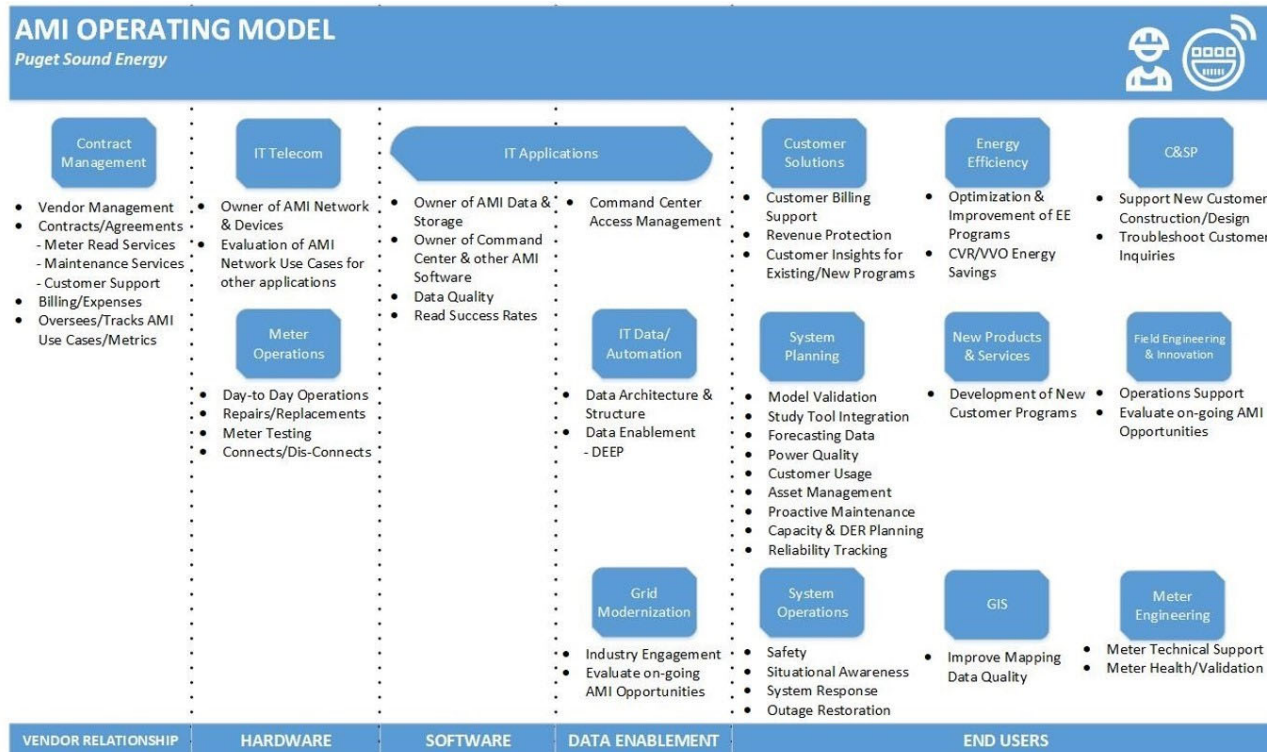 AMI OPERATING MODEL
Puget Sound Energy
Contract
Management
• Vendor Management
• Contracts/Agreements
- Meter Read Services
- Maintenance Services
- Customer Support
• Billing/Expenses
• Oversees/Tracks AMI
Use Cases/Metrics
IT Telecom
• Owner of AMI Network
& Devices
• Evaluation of AMI
Network Use Cases for
other applications
Meter
Operations
• Day-to Day Operations
• Repairs/Replacements
• Meter Testing
• Connects/Dis-Connects
IT Applications
• Owner of AMI Data &
Storage
• Owner of Command
Center & other AMI
Software
• Data Quality
• Read Success Rates
• Command Center
Access Management
IT Data/
Automation
• Data Architecture &
Structure
• Data Enablement
- DEEP
Grid
Modernization
• Industry Engagement
• Evaluate on-going
AMI Opportunities
Customer
Solutions
• Customer Billing
Support
• Revenue Protection
• Customer Insights for
Existing/New Programs
Energy
Efficiency
• Optimization &
Improvement of EE
Programs
• CVR/VVO Energy
Savings
C&SP
• Support New Customer
Construction/Design
• Troubleshoot Customer
Inquiries
System
Planning
• Model Validation
• Study Tool Integration
• Forecasting Data
• Power Quality
• Customer Usage
• Asset Management
• Proactive Maintenance
• Capacity & DER Planning
• Reliability Tracking
New Products
& Services
• Development of New
Customer Programs
Field Engineering
& Innovation
• Operations Support
• Evaluate on-going AMI
Opportunities
System
Operations
• Safety
• Situational Awareness
• System Response
• Outage Restoration
GIS
• Improve Mapping
Data Quality
Meter
Engineering
• Meter Technical Support
• Meter Health/Validation
VENDOR RELATIONSHIP
HARDWARE
SOFTWARE
DATA ENABLEMENT
END USERS